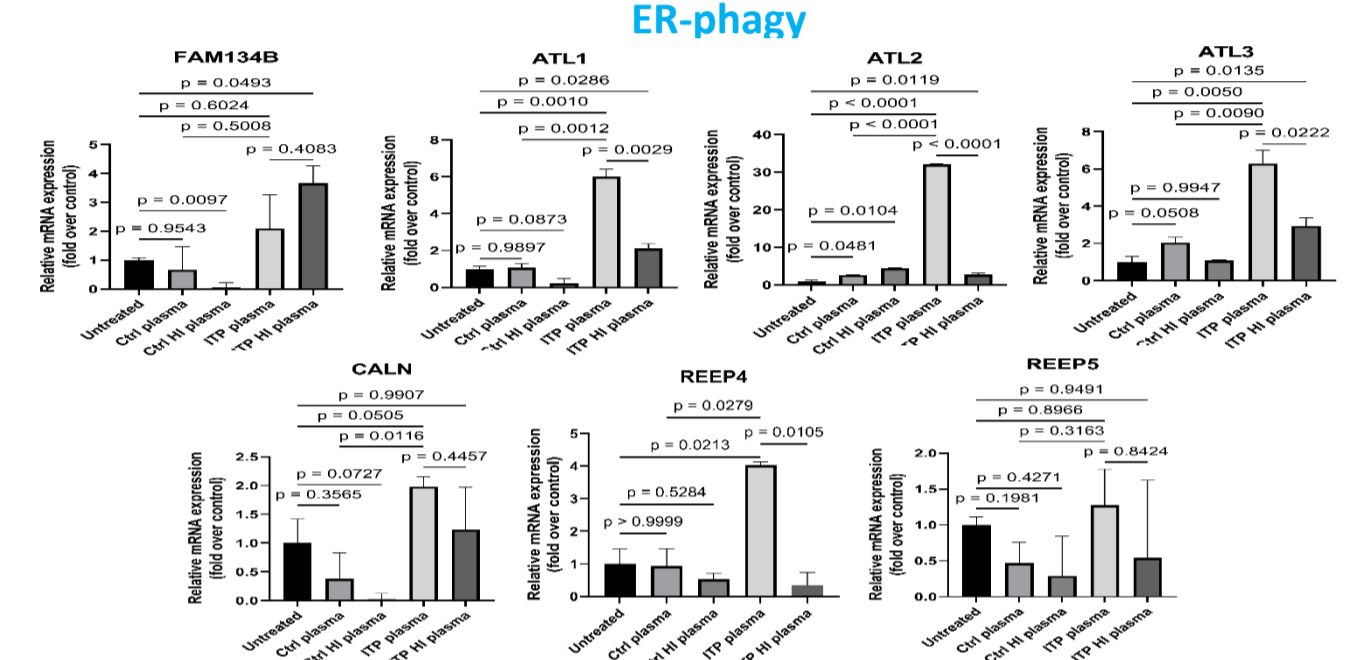 ER-phagy
FAM134B
p = 0.0493
p = 0.6024
p = 0.5008
p = 0.4083
p = 0.0097
p = 0.9543
Relative mRNA expression
(fold over control)
5
4
3
2
1
0
Untreated
Ctrl plasma
Ctrl HI plasma
ITP plasma
TP HI plasma
ATL1
p = 0.0286
p = 0.0010
p = 0.0012
p = 0.0029
p = 0.0873
p = 0.9897
Relative mRNA expression
(fold over control)
8
6
4
2
0
Untreated
Ctrl plasma
trl HI plasma
ITP plasma
ITP HI plasma
ATL2
p = 0.0119
p < 0.0001
p < 0.0001
p < 0.0001
p = 0.0104
p = 0.0481
Relative mRNA expression
(fold over control)
40
30
20
10
0
Untreated
Ctrl plasma
Ctrl HI plasma
ITP plasma
TP HI plasma
ATL3
p = 0.0135
p = 0.0050
p = 0.0090
p = 0.0222
p = 0.9947
p = 0.0508
Relative mRNA expression
(fold over control)
8
6
4
2
0
Untreated
Ctrl plasma
Ctrl HI plasma
ITP plasma
ITP HI plasma
CALN
p = 0.9907
p = 0.0505
p = 0.0116
p = 0.4457
p = 0.0727
p = 0.3565
Relative mRNA expression
(fold over control)
2.5
2.0
1.5
1.0
0.5
0.0
Untreated
Ctrl plasma
trl HI plasma
ITP plasma
TP HI plasma
REEP4
p = 0.0279
p = 0.0105
p = 0.0213
p = 0.5284
p > 0.9999
Relative mRNA expression
(fold over control)
5
4
3
2
1
0
Untreated
Ctrl plasma
trl HI plasma
ITP plasma
TP HI plasma
REEP5
p = 0.9491
p = 0.8966
p = 0.3163
p = 0.8424
p = 0.4271
p = 0.1981
Relative mRNA expression
(fold over control)
2.0
1.5
1.0
0.5
0.0
Untreated
Ctrl plasma
Ctrl HI plasma
ITP plasma
TP HI plasma